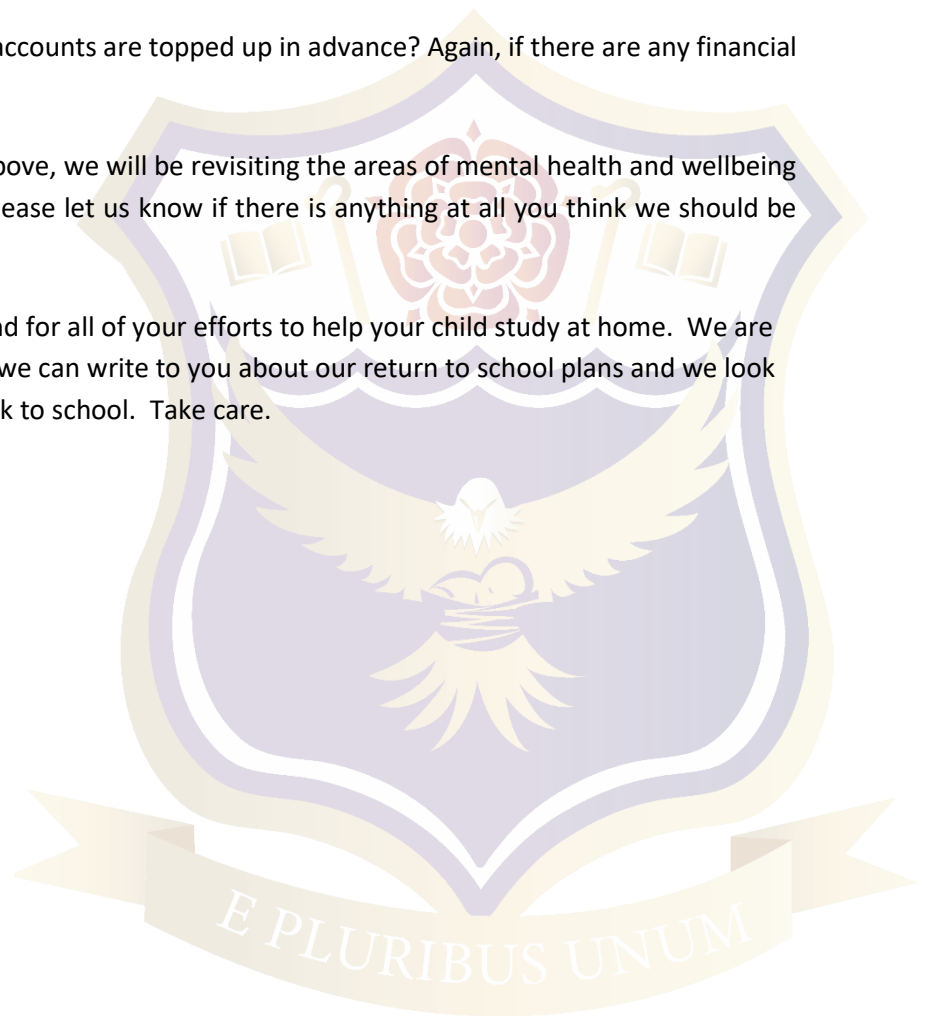 accounts are topped up in advance? Again, if there are any financial
bove, we will be revisiting the areas of mental health and wellbeing
lease let us know if there is anything at all you think we should be
nd for all of your efforts to help your child study at home.  We are
we can write to you about our return to school plans and we look
k to school.  Take care.
E PLURIBUS UNUM